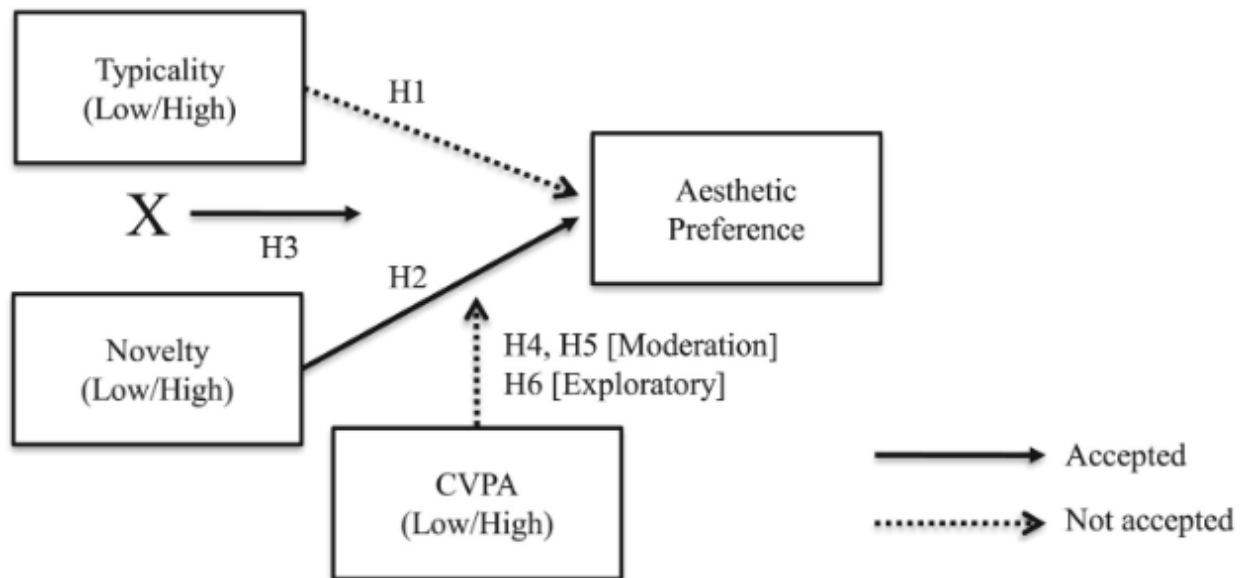 Typicality
(Low/High)
H1
Aesthetic
Preference
X
H3
H2
Novelty
(Low/High)
H4, H5 [Moderation]
H6 [Exploratory]
CVPA
(Low/High)
Accepted
Not accepted